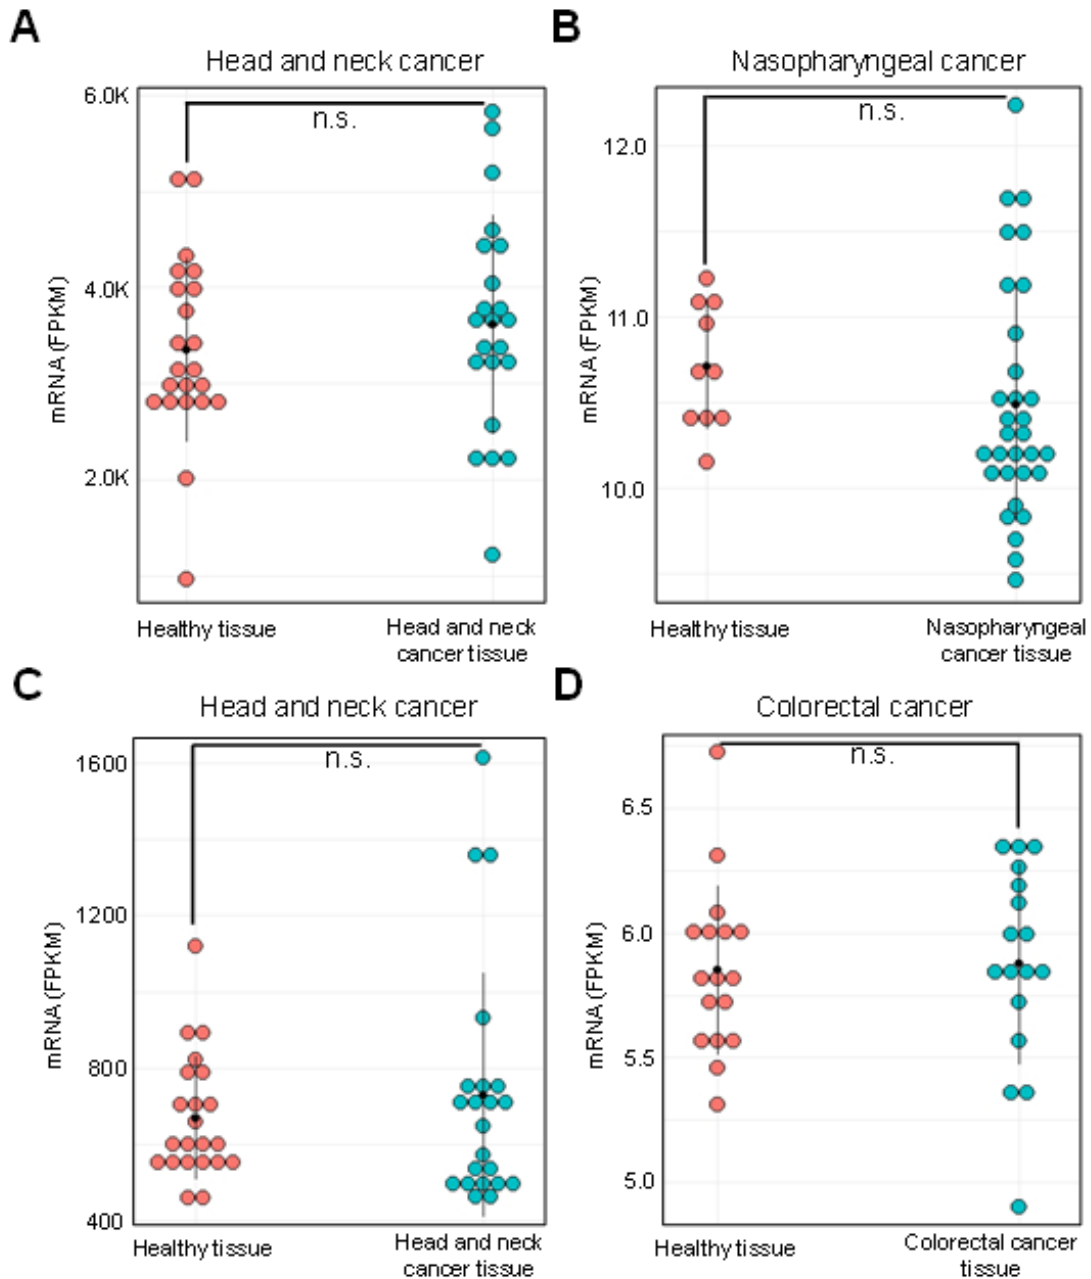 A
Head and neck cancer
6.0K
4.0K
2.0K
mRNA (FPKM)
n.s.
Healthy tissue
Head and neck
cancer tissue
B
Nasopharyngeal cancer
12.0
11.0
10.0
mRNA (FPKM)
n.s.
Healthy tissue
Nasopharyngeal
cancer tissue
C
Head and neck cancer
1600
1200
800
400
mRNA (FPKM)
n.s.
Healthy tissue
Head and neck
cancer tissue
D
Colorectal cancer
6.5
6.0
5.5
5.0
mRNA (FPKM)
n.s.
Healthy tissue
Colorectal cancer
tissue